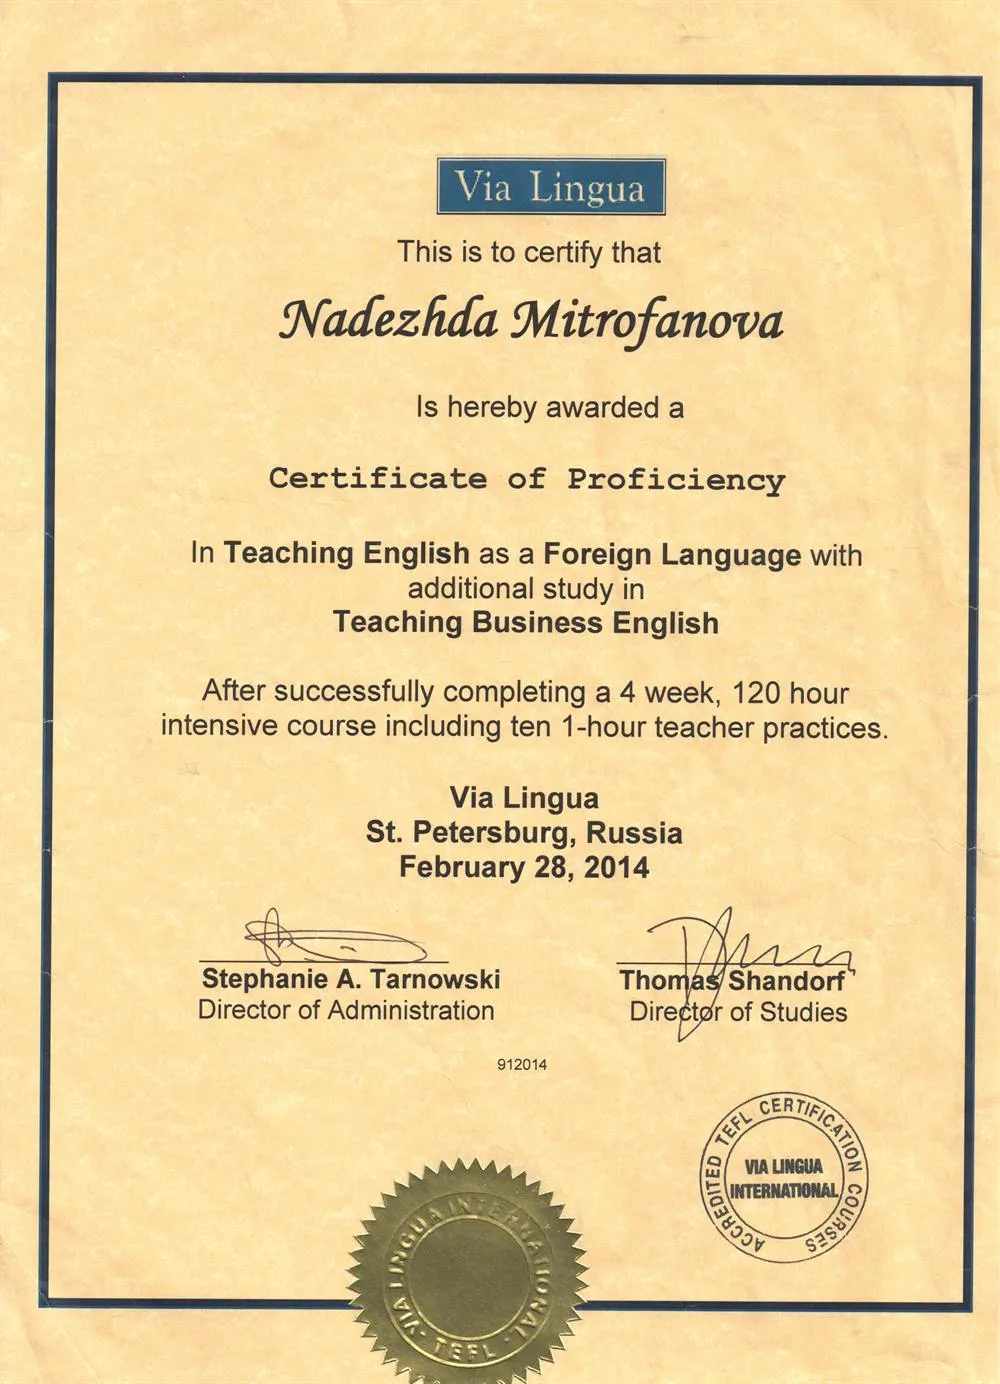 Via Lingua
This is to certify that
Nadezhda Mitrofanova
Is hereby awarded a
Certificate of Proficiency
In Teaching English as a Foreign Language with
additional study in
Teaching Business English
After successfully completing a 4 week, 120 hour
intensive course including ten 1-hour teacher practices.
Via Lingua
St. Petersburg, Russia
February 28, 2014
Stephanie A. Tarnowski
Director of Administration
Thomas Shandorf
Director of Studies
912014
ACCREDITED TEFL CERTIFICATION COURSES
VIA LINGUA
INTERNATIONAL
VIA LINGUA INTERNATIONAL
· TEFL ·